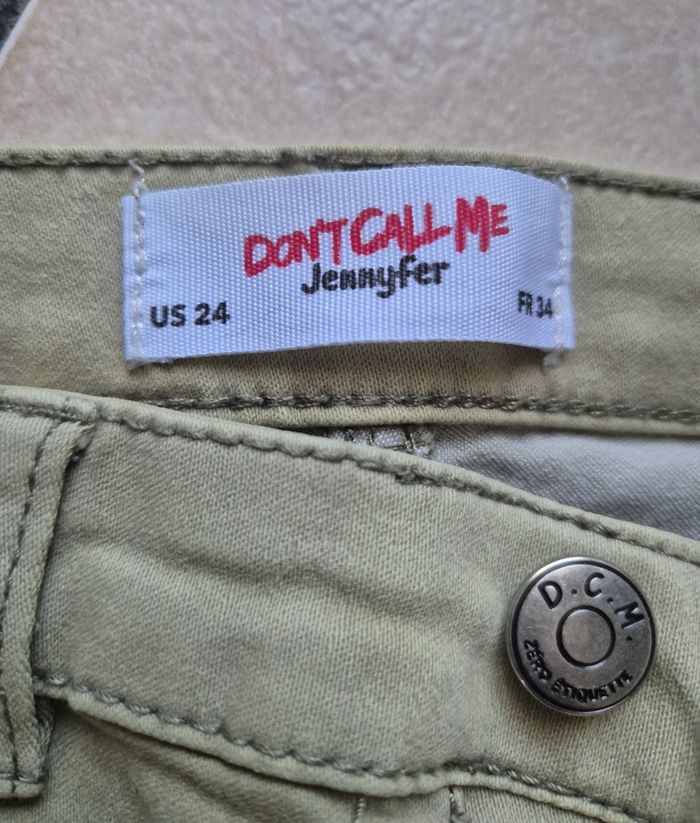 DON'T CALL ME
Jennyfer
US 24
FR 34
D.C.M.
ZÉRO ÉTIQUETTE